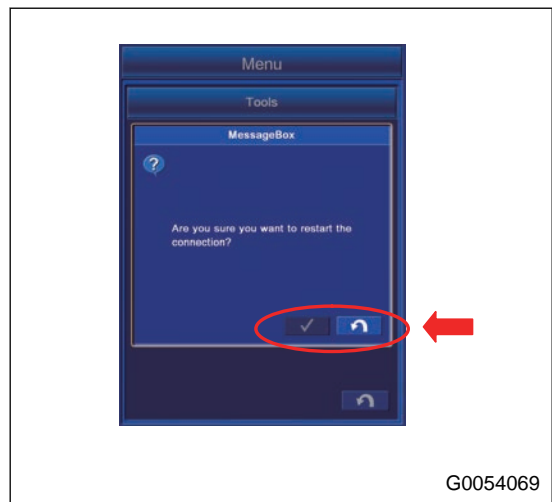 Menu
Tools
MessageBox
?
Are you sure you want to restart the
connection?
G0054069